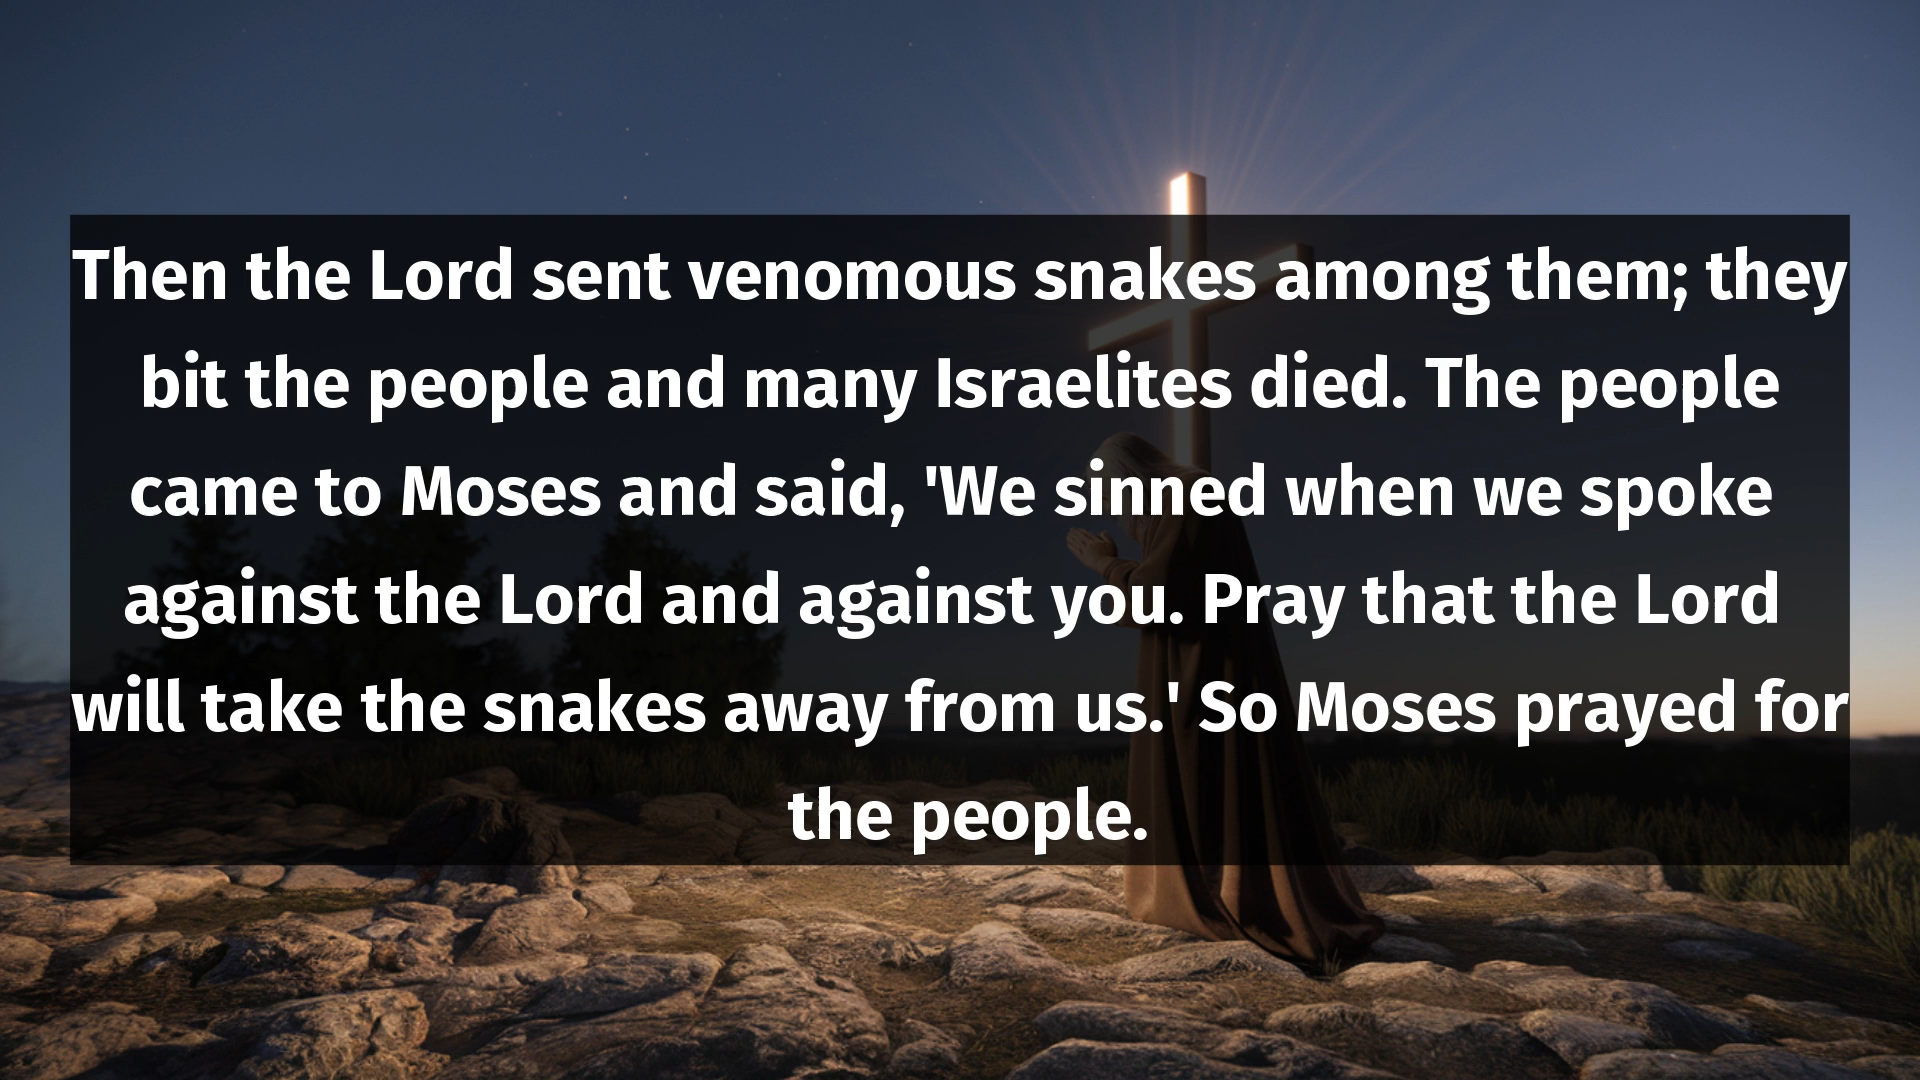 Then the Lord sent venomous snakes among them; they
bit the people and many Israelites died. The people
came to Moses and said, 'We sinned when we spoke
against the Lord and against you. Pray that the Lord
will take the snakes away from us.' So Moses prayed for
the people.